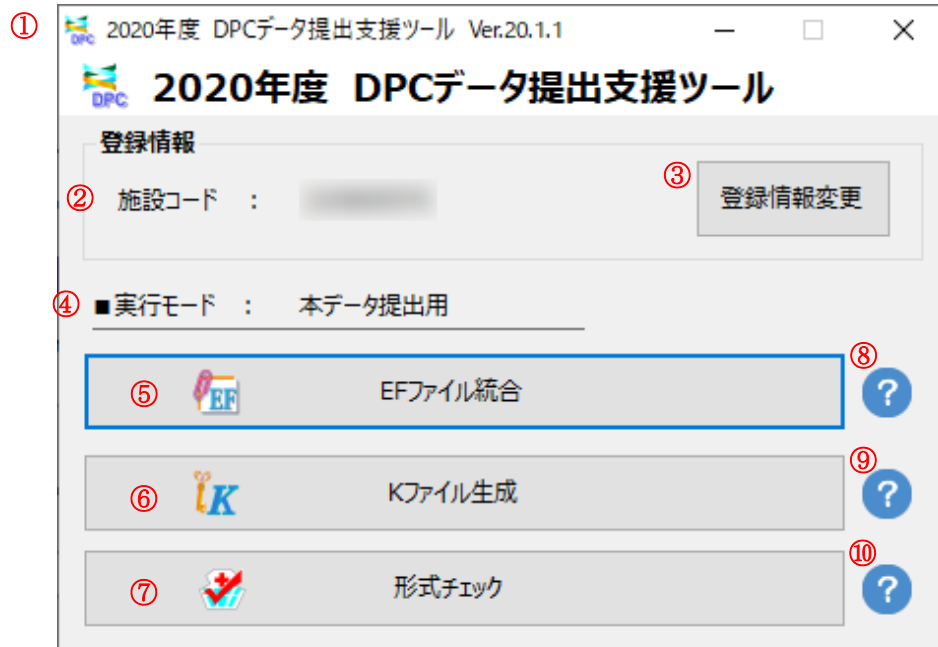 ① DPC 2020年度 DPCデータ提出支援ツール Ver.20.1.1
DPC 2020年度 DPCデータ提出支援ツール
登録情報
② 施設コード : ③ 登録情報変更
④ ■実行モード : 本データ提出用
⑧
⑤ EF EFファイル統合 ?
⑨
⑥ K Kファイル生成 ?
⑩
⑦ 形式チェック ?